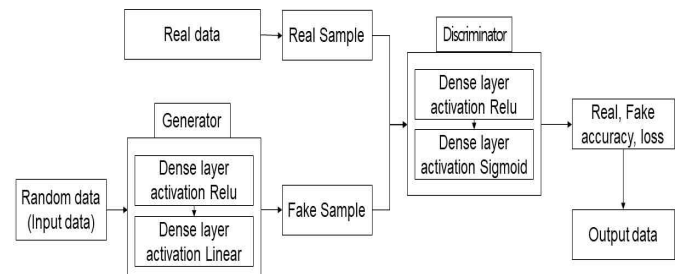 Real data
Real Sample
Discriminator
Dense layer
activation Relu
Dense layer
activation Sigmoid
Real, Fake
accuracy, loss
Output data
Generator
Dense layer
activation Relu
Dense layer
activation Linear
Random data
(Input data)
Fake Sample